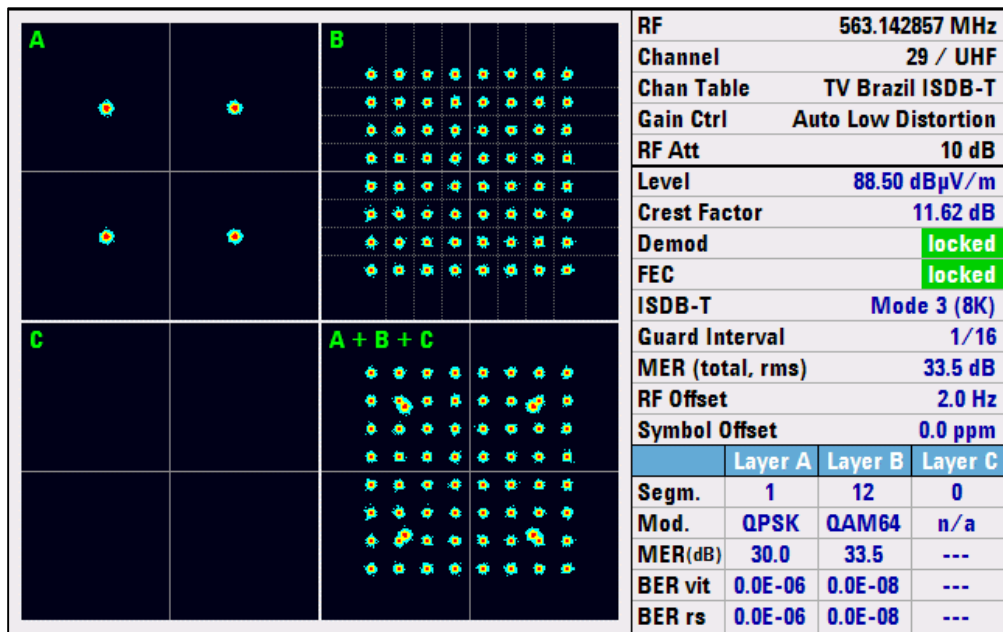 A
B
C
A + B + C
RF 563.142857 MHz
Channel 29 / UHF
Chan Table TV Brazil ISDB-T
Gain Ctrl Auto Low Distortion
RF Att 10 dB
Level 88.50 dBµV/m
Crest Factor 11.62 dB
Demod locked
FEC locked
ISDB-T Mode 3 (8K)
Guard Interval 1/16
MER (total, rms) 33.5 dB
RF Offset 2.0 Hz
Symbol Offset 0.0 ppm
Layer A Layer B Layer C
Segm. 1 12 0
Mod. QPSK QAM64 n/a
MER(dB) 30.0 33.5 ---
BER vit 0.0E-06 0.0E-08 ---
BER rs 0.0E-06 0.0E-08 ---